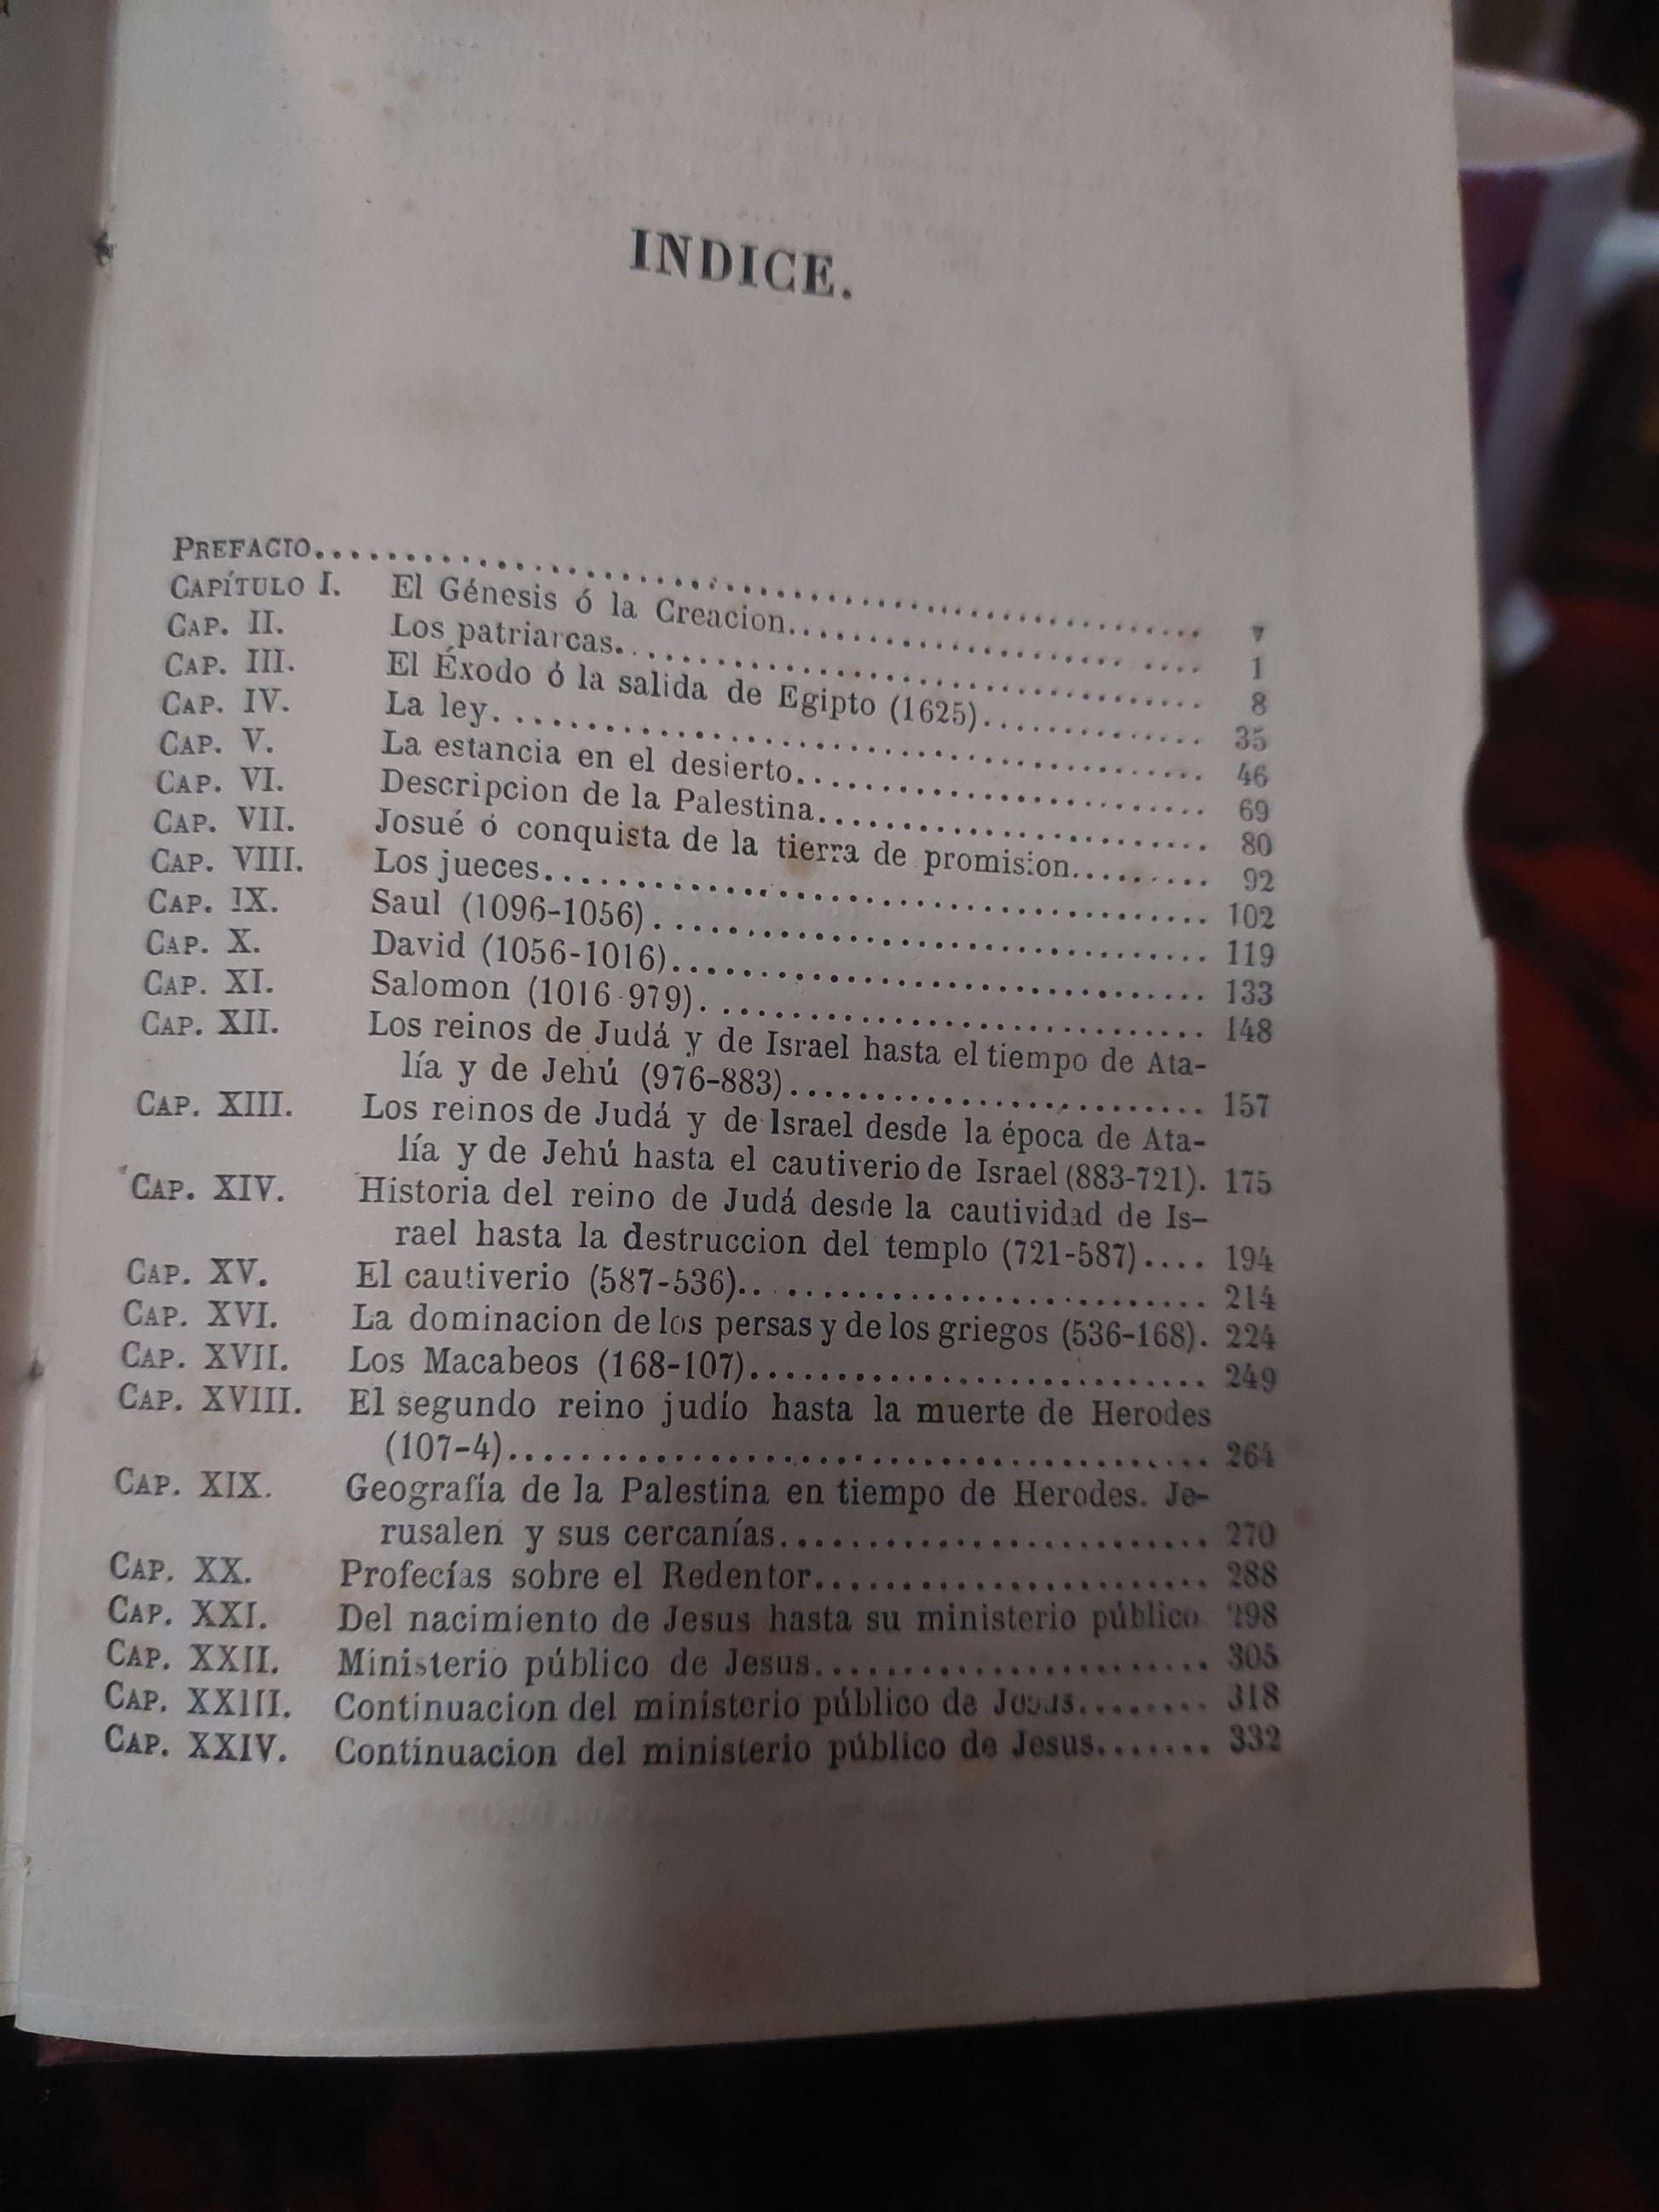 INDICE.
PREFACIO........................................ V
CAPÍTULO I. El Génesis ó la Creacion........................ 1
CAP. II. Los patriarcas........................ 8
CAP. III. El Éxodo ó la salida de Egipto (1625)............. 35
CAP. IV. La ley........................ 46
CAP. V. La estancia en el desierto........................ 69
CAP. VI. Descripcion de la Palestina........................ 80
CAP. VII. Josué ó conquista de la tierra de promision......... 92
CAP. VIII. Los jueces........................ 102
CAP. IX. Saul (1096-1056)........................ 119
CAP. X. David (1056-1016)........................ 133
CAP. XI. Salomon (1016-979)........................ 148
CAP. XII. Los reinos de Judá y de Israel hasta el tiempo de Ata-
lía y de Jehú (976-883)........................ 157
CAP. XIII. Los reinos de Judá y de Israel desde la época de Ata-
lía y de Jehú hasta el cautiverio de Israel (883-721). 175
CAP. XIV. Historia del reino de Judá desde la cautividad de Is-
rael hasta la destruccion del templo (721-587).... 194
CAP. XV. El cautiverio (587-536)........................ 214
CAP. XVI. La dominacion de los persas y de los griegos (536-168). 224
CAP. XVII. Los Macabeos (168-107)........................ 249
CAP. XVIII. El segundo reino judío hasta la muerte de Herodes
(107-4)........................ 264
CAP. XIX. Geografía de la Palestina en tiempo de Herodes. Je-
rusalen y sus cercanías........................ 270
CAP. XX. Profecías sobre el Redentor........................ 288
CAP. XXI. Del nacimiento de Jesus hasta su ministerio público 298
CAP. XXII. Ministerio público de Jesus........................ 305
CAP. XXIII. Continuacion del ministerio público de Jesus........ 318
CAP. XXIV. Continuacion del ministerio público de Jesus....... 332